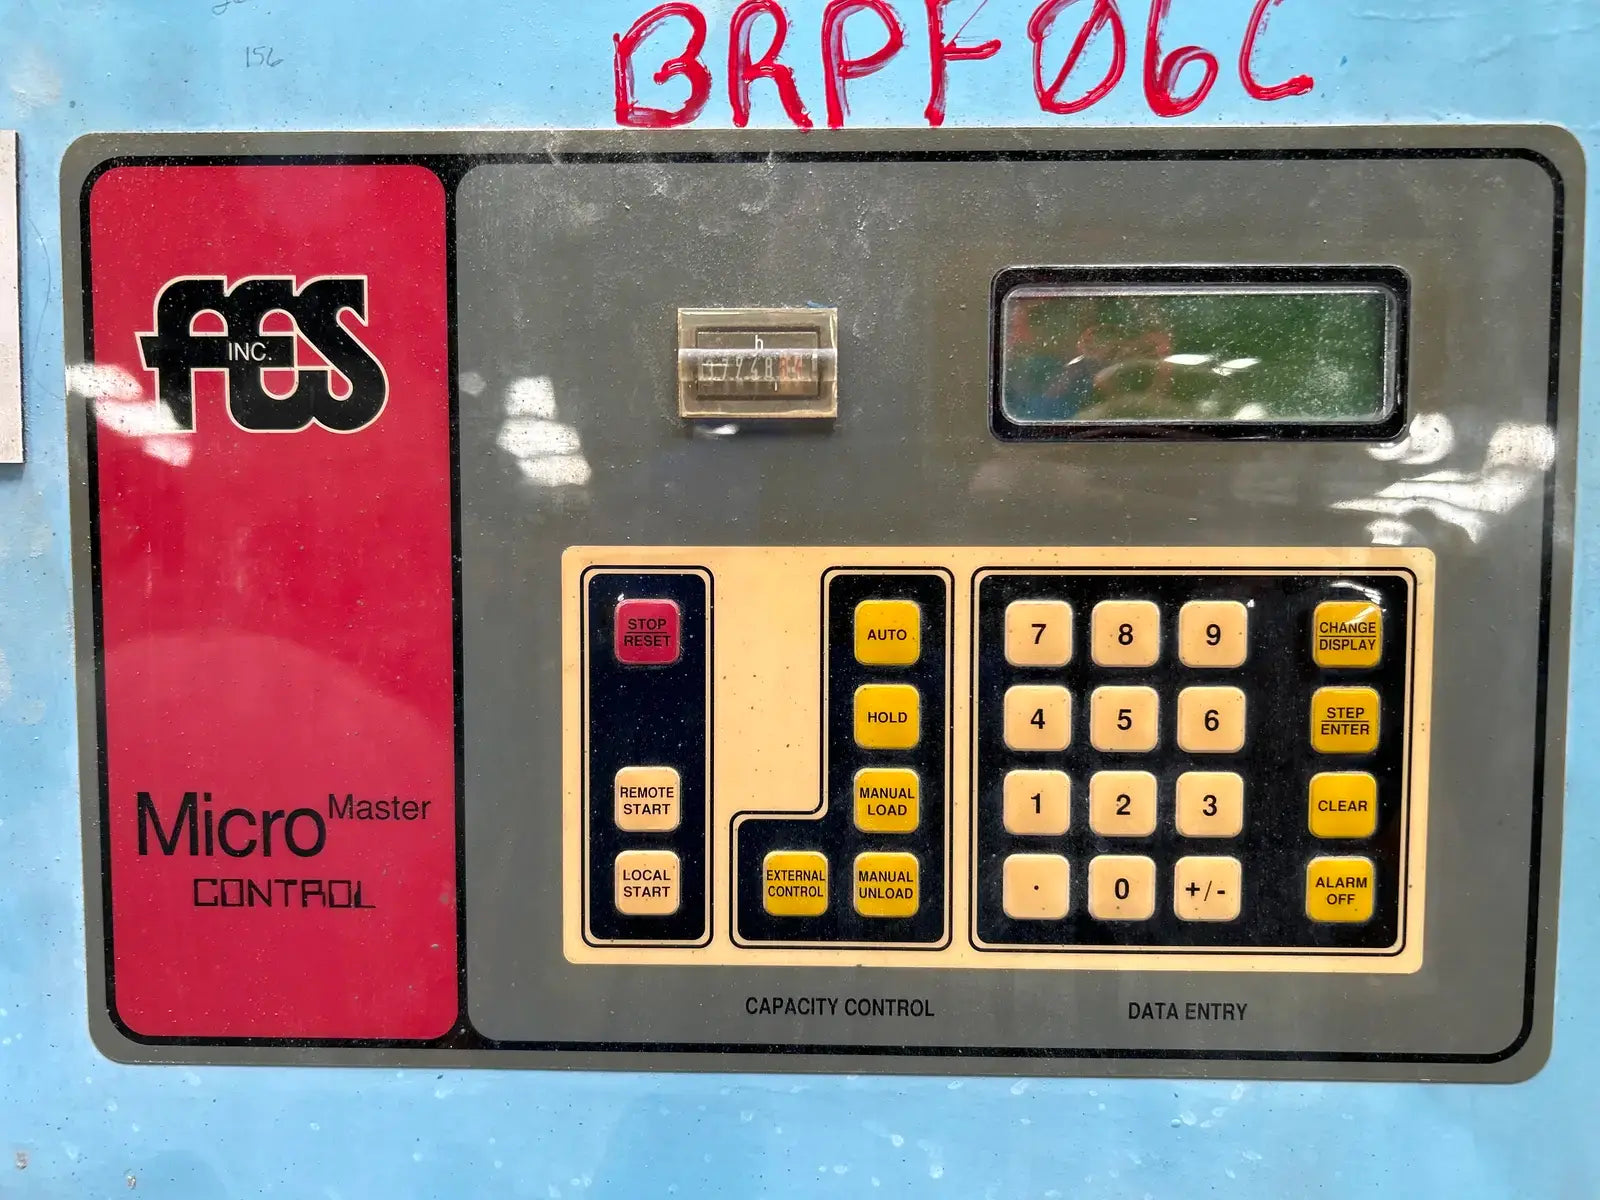 BRPFØ6C
156
fes
INC.
h
Micro Master
CONTROL
STOP
RESET
REMOTE
START
LOCAL
START
AUTO
HOLD
MANUAL
LOAD
EXTERNAL
CONTROL
MANUAL
UNLOAD
7 8 9
4 5 6
1 2 3
. 0 +/-
CHANGE
DISPLAY
STEP
ENTER
CLEAR
ALARM
OFF
CAPACITY CONTROL
DATA ENTRY